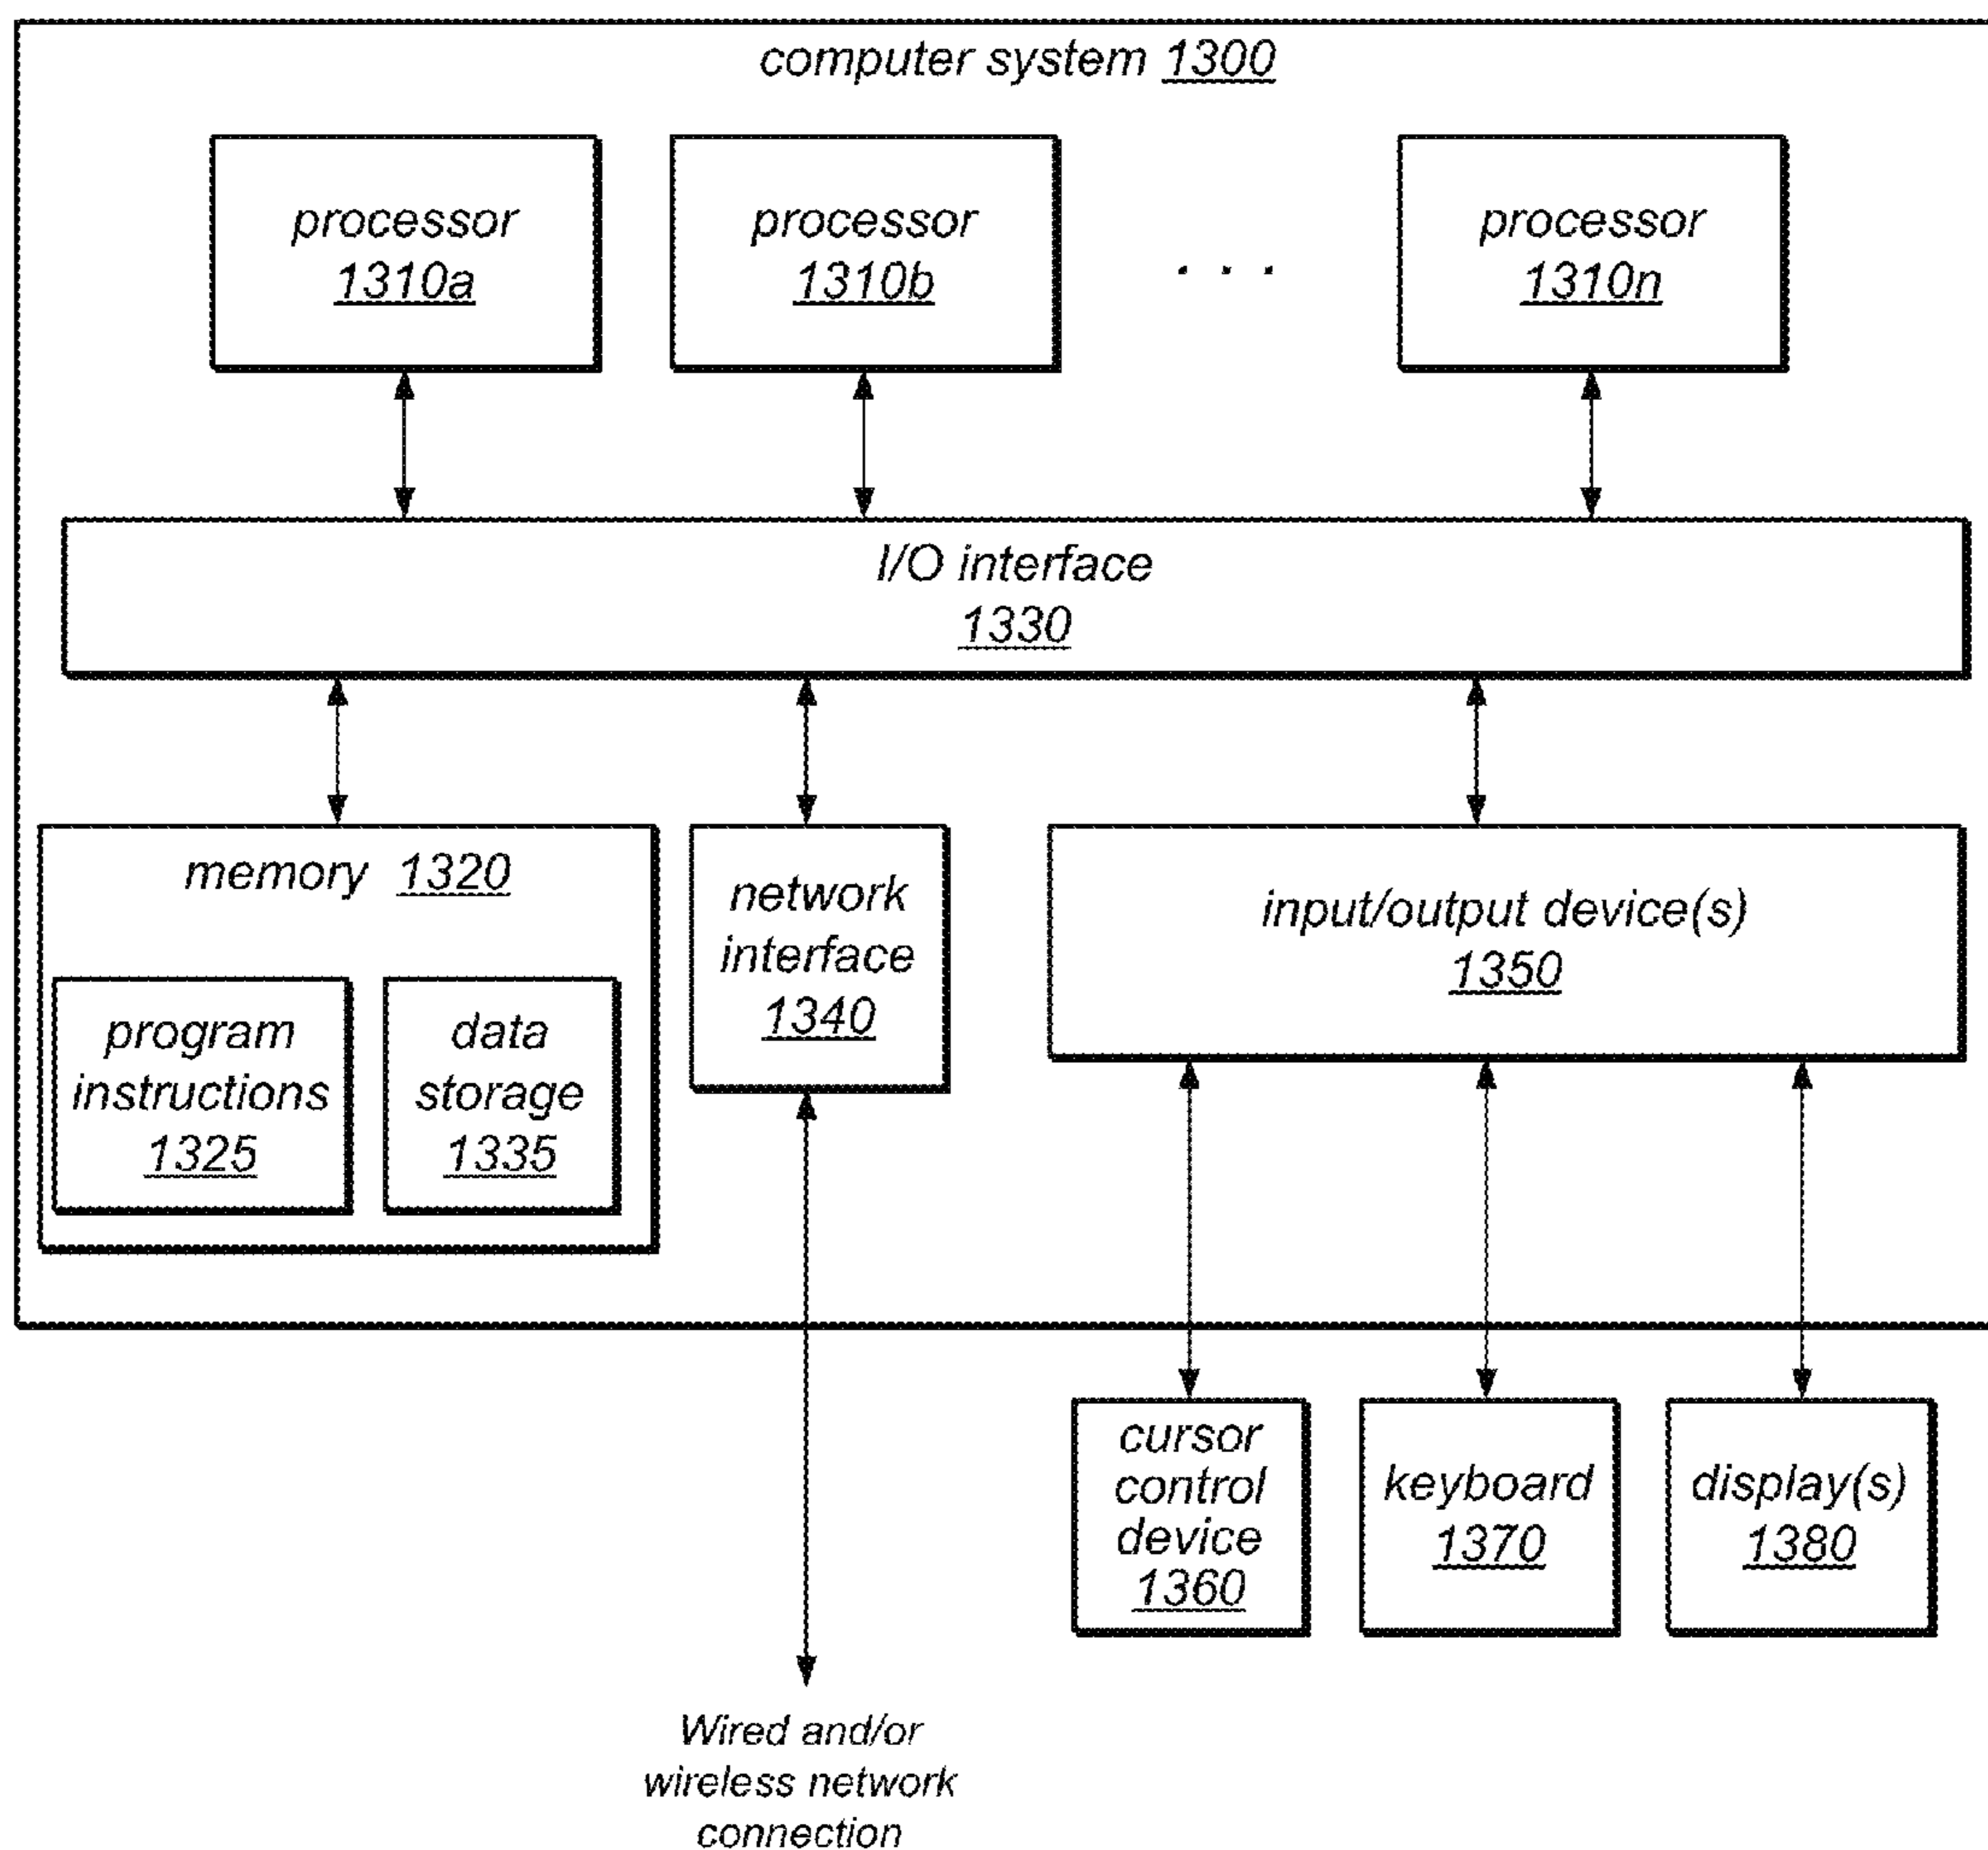 computer system 1300
processor
1310a
processor
1310b
. . .
processor
1310n
I/O interface
1330
memory 1320
program
instructions
1325
data
storage
1335
network
interface
1340
input/output device(s)
1350
cursor
control
device
1360
keyboard
1370
display(s)
1380
Wired and/or
wireless network
connection